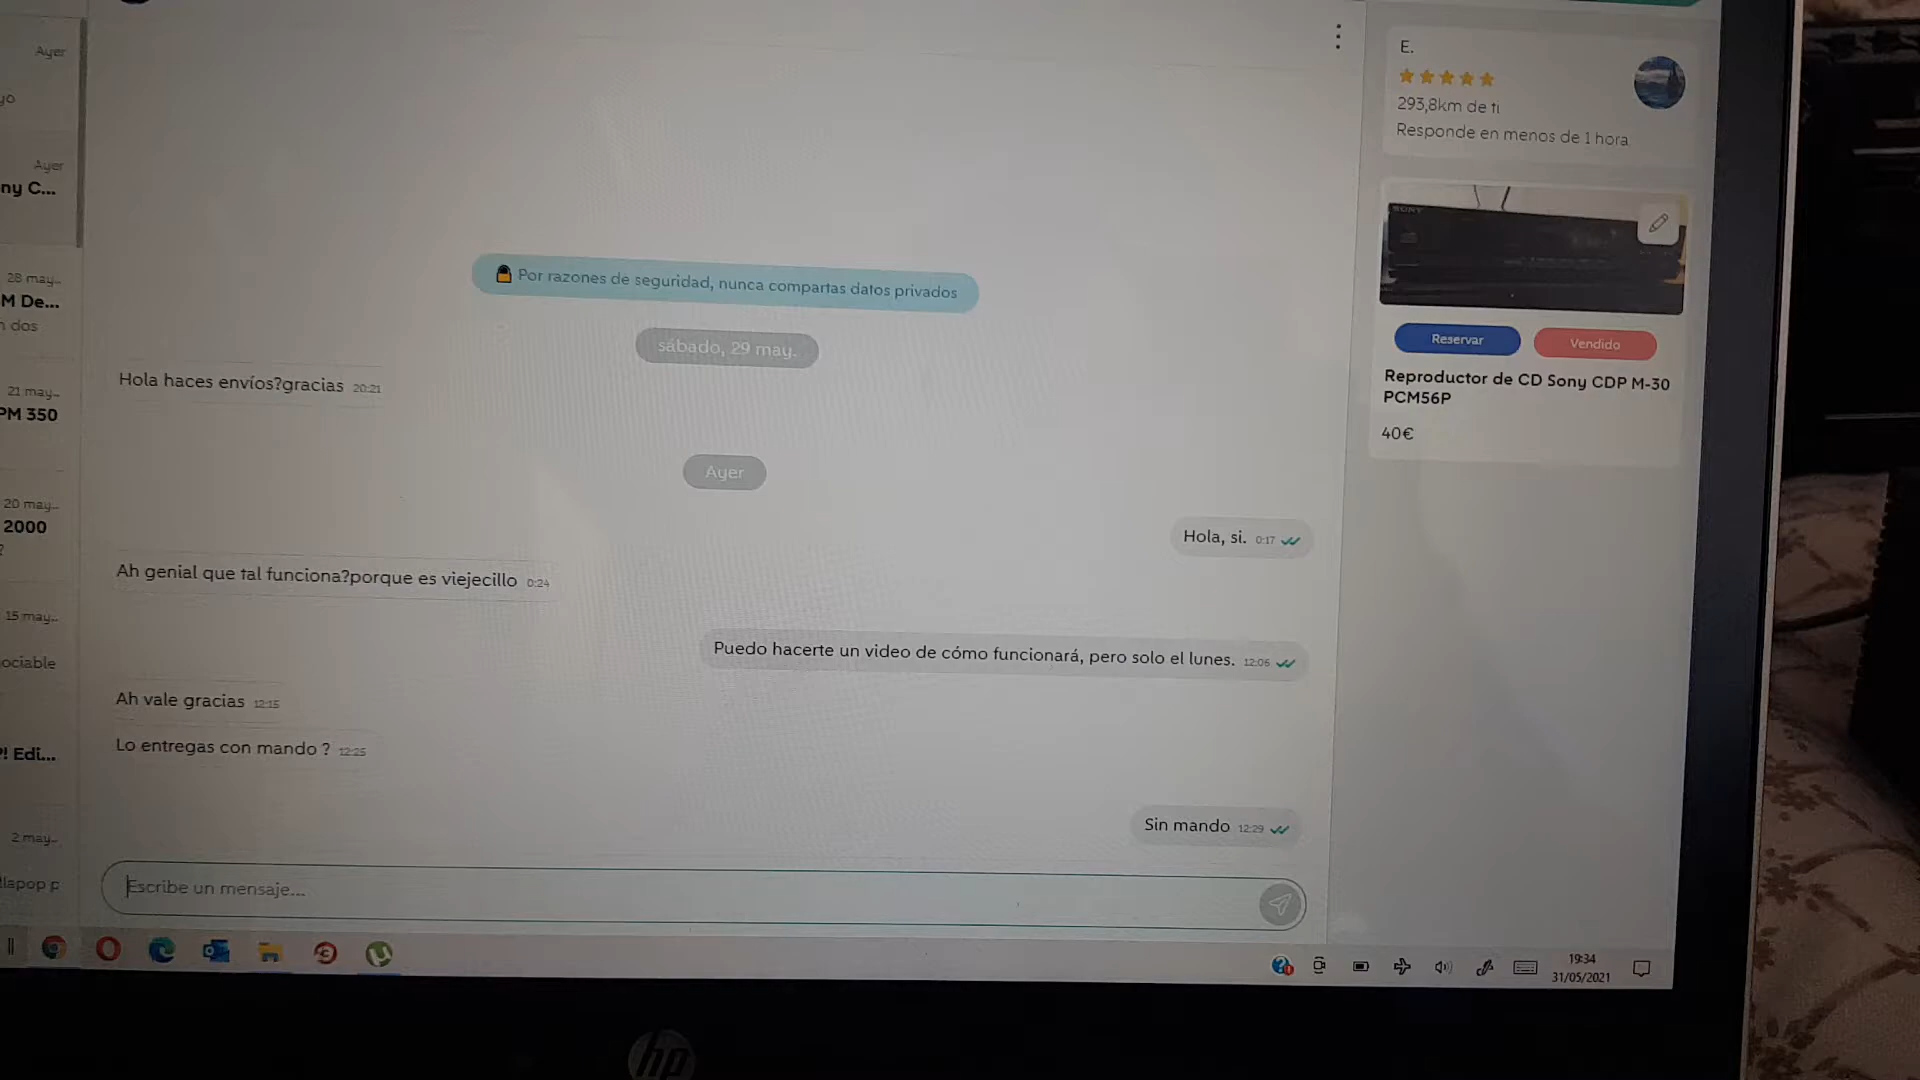 Ayer
yo
Ayer
ny C...
28 may..
M De...
n dos
21 may..
PM 350
20 may..
2000
?
15 may..
ociable
?! Edi...
2 may..
llapop p
Por razones de seguridad, nunca compartas datos privados
sábado, 29 may.
Hola haces envíos?gracias 20:21
Ayer
Hola, si. 0:17
Ah genial que tal funciona?porque es viejecillo 0:24
Puedo hacerte un video de cómo funcionará, pero solo el lunes. 12:06
Ah vale gracias 12:15
Lo entregas con mando ? 12:25
Sin mando 12:29
Escribe un mensaje...
E.
293,8km de ti
Responde en menos de 1 hora
SONY
Reservar
Vendido
Reproductor de CD Sony CDP M-30
PCM56P
40€
19:34
31/05/2021
hp